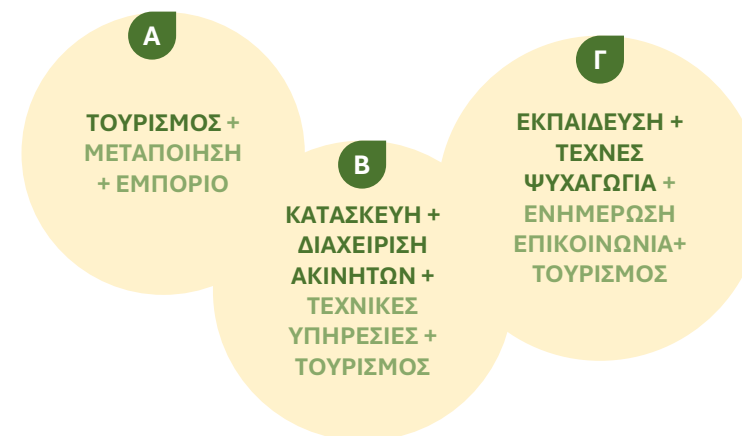 Α
ΤΟΥΡΙΣΜΟΣ +
ΜΕΤΑΠΟΙΗΣΗ
+ ΕΜΠΟΡΙΟ
Β
ΚΑΤΑΣΚΕΥΗ +
ΔΙΑΧΕΙΡΙΣΗ
ΑΚΙΝΗΤΩΝ +
ΤΕΧΝΙΚΕΣ
ΥΠΗΡΕΣΙΕΣ +
ΤΟΥΡΙΣΜΟΣ
Γ
ΕΚΠΑΙΔΕΥΣΗ +
ΤΕΧΝΕΣ
ΨΥΧΑΓΩΓΙΑ +
ΕΝΗΜΕΡΩΣΗ
ΕΠΙΚΟΙΝΩΝΙΑ+
ΤΟΥΡΙΣΜΟΣ